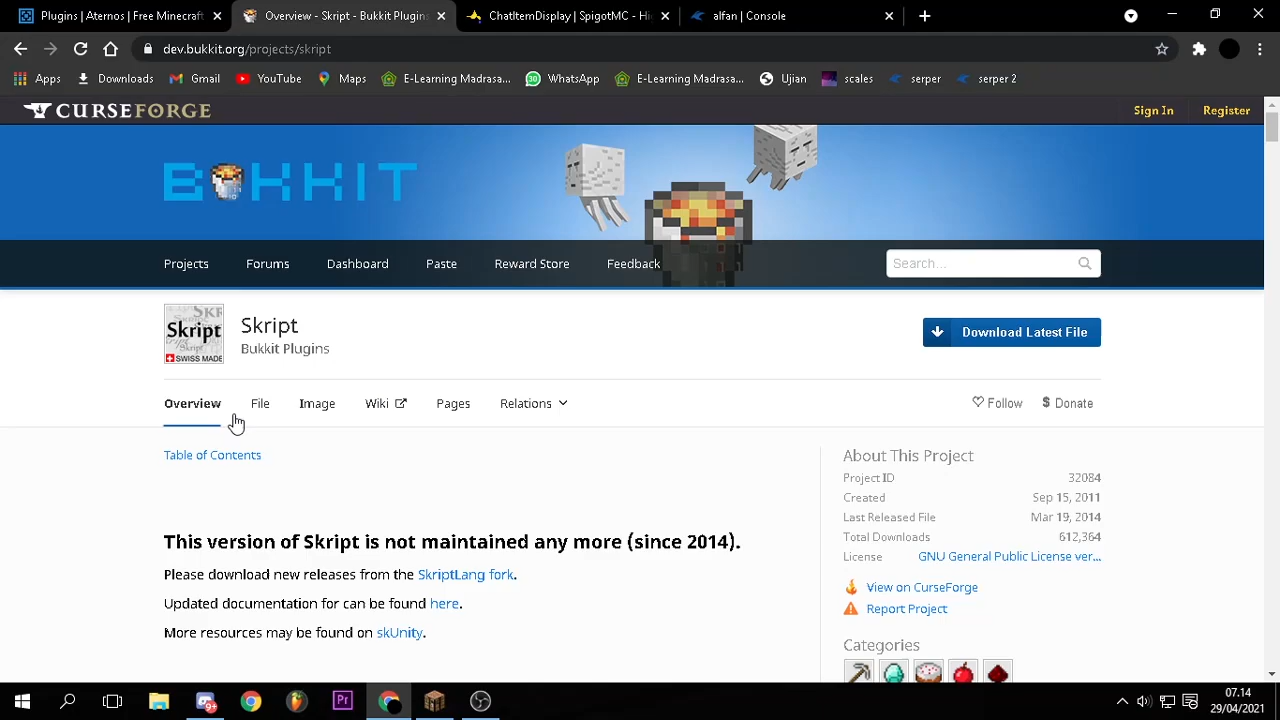 Plugins | Aternos | Free Minecraft
Overview - Skript - Bukkit Plugins
ChatItemDisplay | SpigotMC - Hi
alfan | Console
dev.bukkit.org/projects/skript
Apps
Downloads
Gmail
YouTube
Maps
E-Learning Madrasa...
WhatsApp
E-Learning Madrasa...
Ujian
scales
serper
serper 2
CURSEFORGE
Sign In
Register
BUKKIT
Projects
Forums
Dashboard
Paste
Reward Store
Feedback
Search...
Skript
SWISS MADE
Skript
Bukkit Plugins
Download Latest File
Overview
File
Image
Wiki
Pages
Relations
Follow
$ Donate
Table of Contents
This version of Skript is not maintained any more (since 2014).
Please download new releases from the SkriptLang fork.
Updated documentation for can be found here.
More resources may be found on skUnity.
About This Project
Project ID 32084
Created Sep 15, 2011
Last Released File Mar 19, 2014
Total Downloads 612,364
License GNU General Public License ver...
View on CurseForge
Report Project
Categories
Pr
07.14
29/04/2021